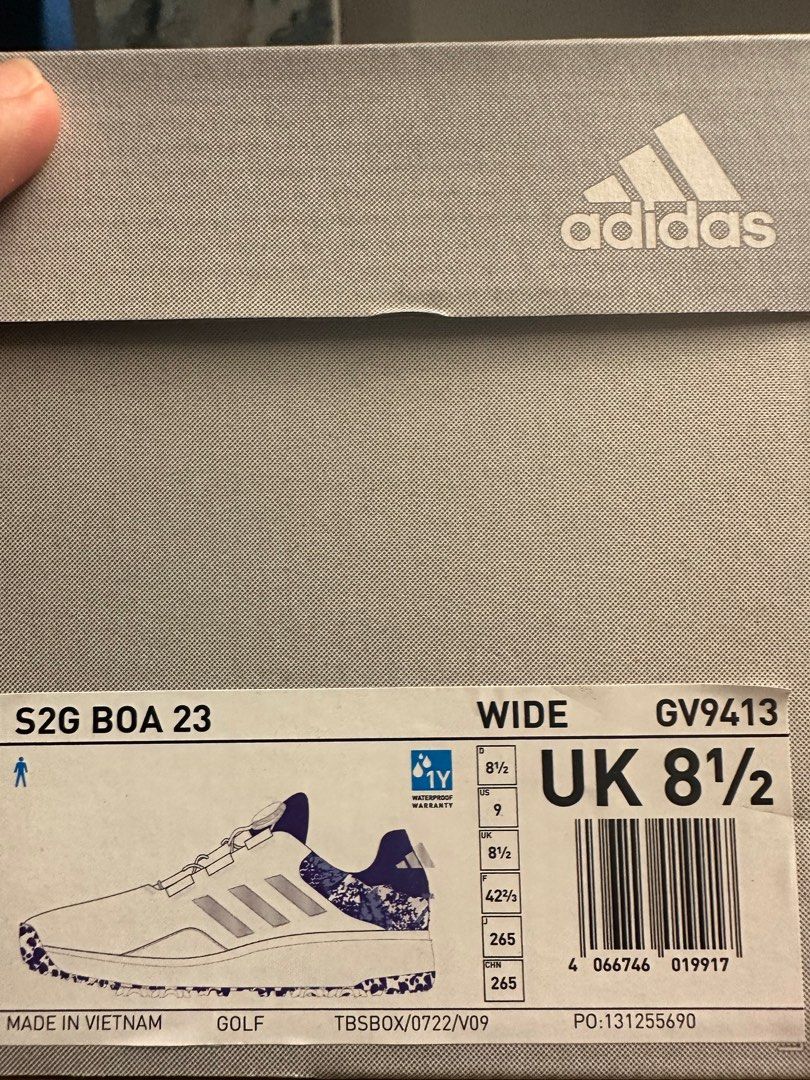 adidas
S2G BOA 23 WIDE GV9413
1Y
WATERPROOF
WARRANTY
D
8½
US
9
UK
8½
F
42⅔
J
265
CHN
265
UK 8½
4 066746 019917
MADE IN VIETNAM GOLF TBSBOX/0722/V09 PO:131255690